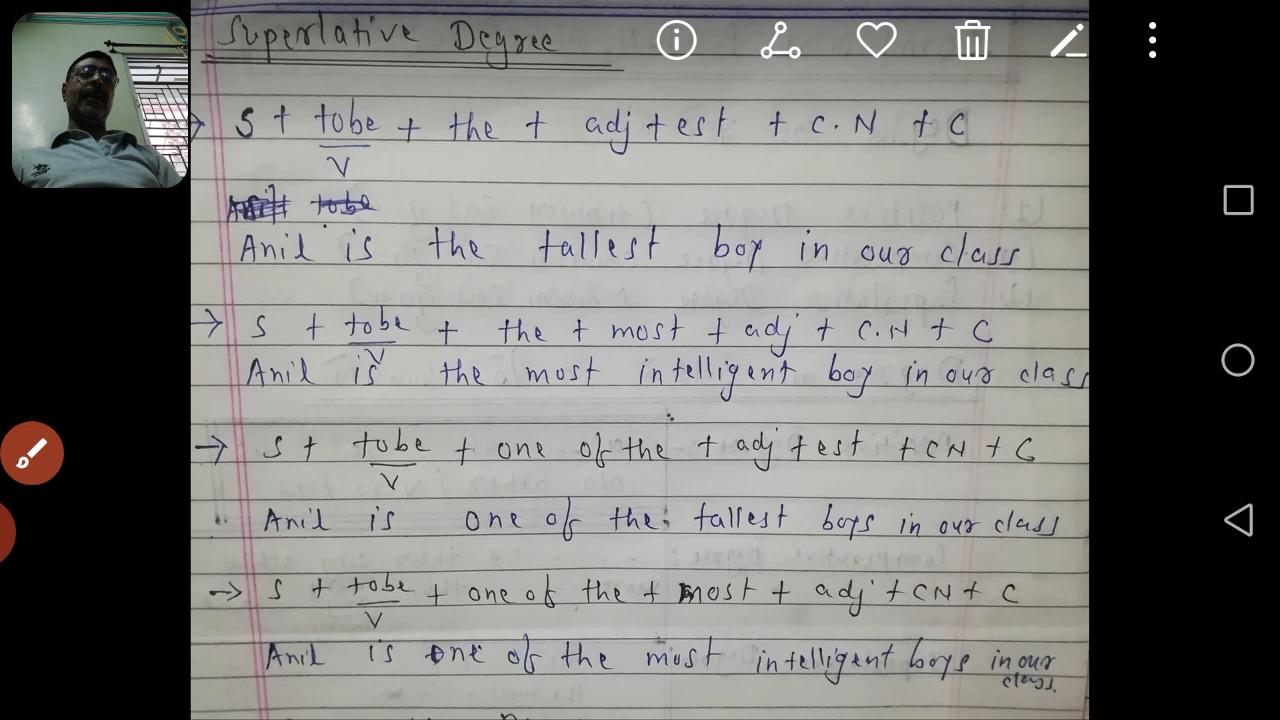 Superlative Degree
→ S + tobe + the + adj + est + C.N + C
V
Anil tobe
Anil is the tallest boy in our class
→ S + tobe + the + most + adj + C.N + C
V
Anil is the most intelligent boy in our class
→ S + tobe + one of the + adj + est + CN + C
V
Anil is one of the tallest boys in our class
→ S + tobe + one of the + most + adj + CN + C
V
Anil is one of the most intelligent boys in our
class.